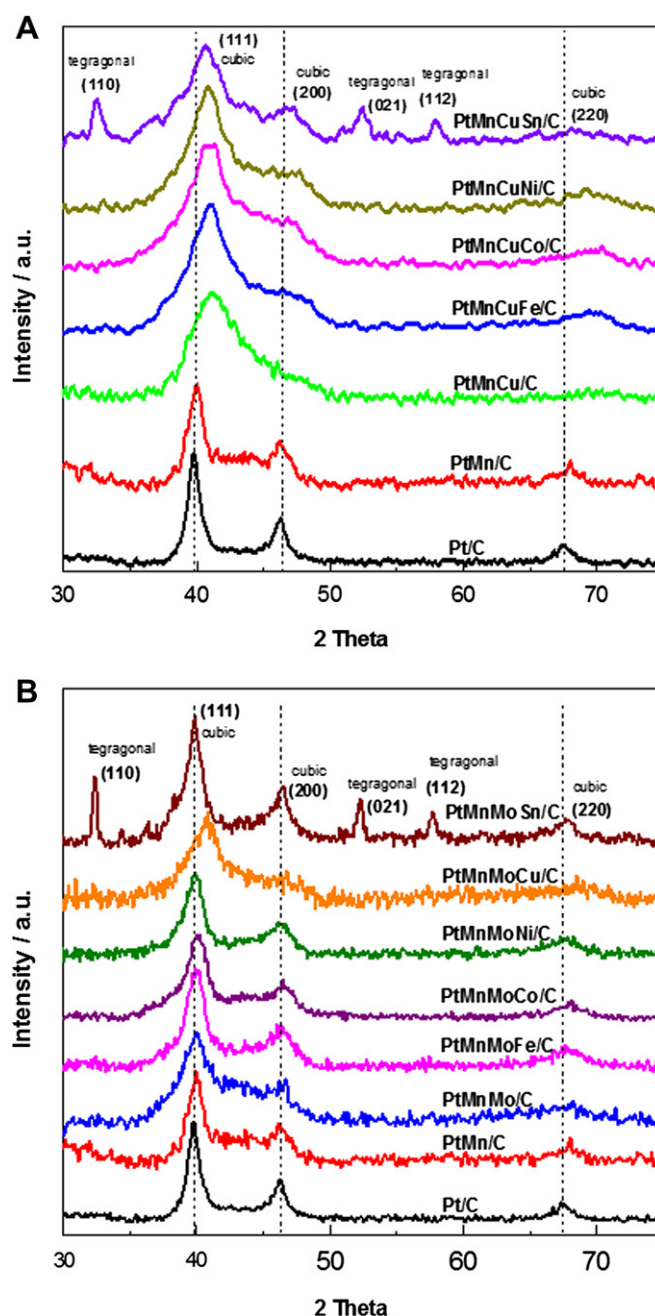 A
(111)
cubic
tegragonal
(110)
cubic
(200)
tegragonal
(021)
tegragonal
(112)
cubic
(220)
PtMnCuSn/C
PtMnCuNi/C
PtMnCuCo/C
PtMnCuFe/C
PtMnCu/C
PtMn/C
Pt/C
Intensity / a.u.
30 40 50 60 70
2 Theta
B
(111)
cubic
tegragonal
(110)
cubic
(200)
tegragonal
(021)
tegragonal
(112)
cubic
(220)
PtMnMoSn/C
PtMnMoCu/C
PtMnMoNi/C
PtMnMoCo/C
PtMnMoFe/C
PtMnMo/C
PtMn/C
Pt/C
Intensity / a.u.
30 40 50 60 70
2 Theta